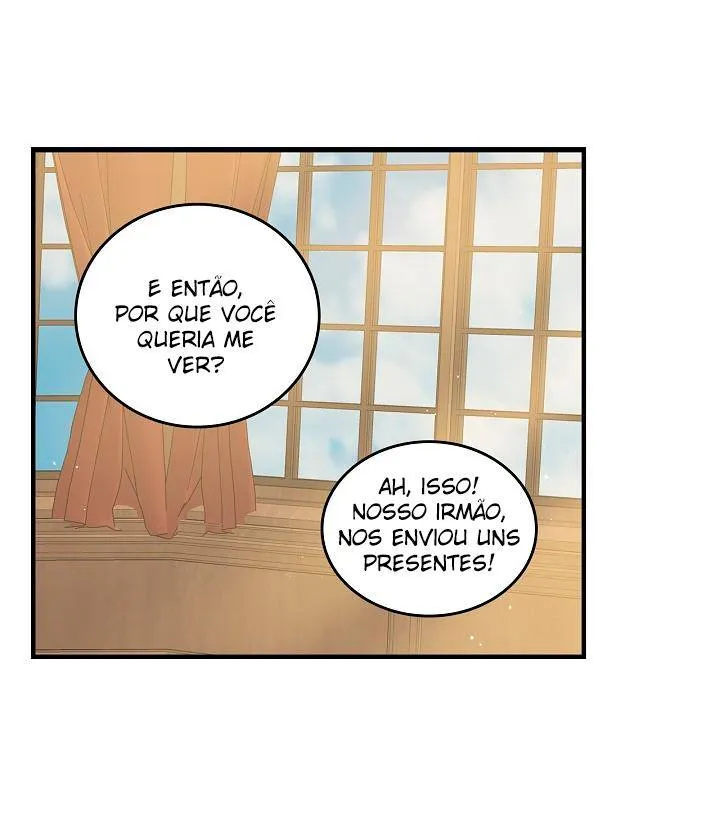 E ENTÃO,
POR QUE VOCÊ
QUERIA ME
VER?
AH, ISSO!
NOSSO IRMÃO,
NOS ENVIOU UNS
PRESENTES!